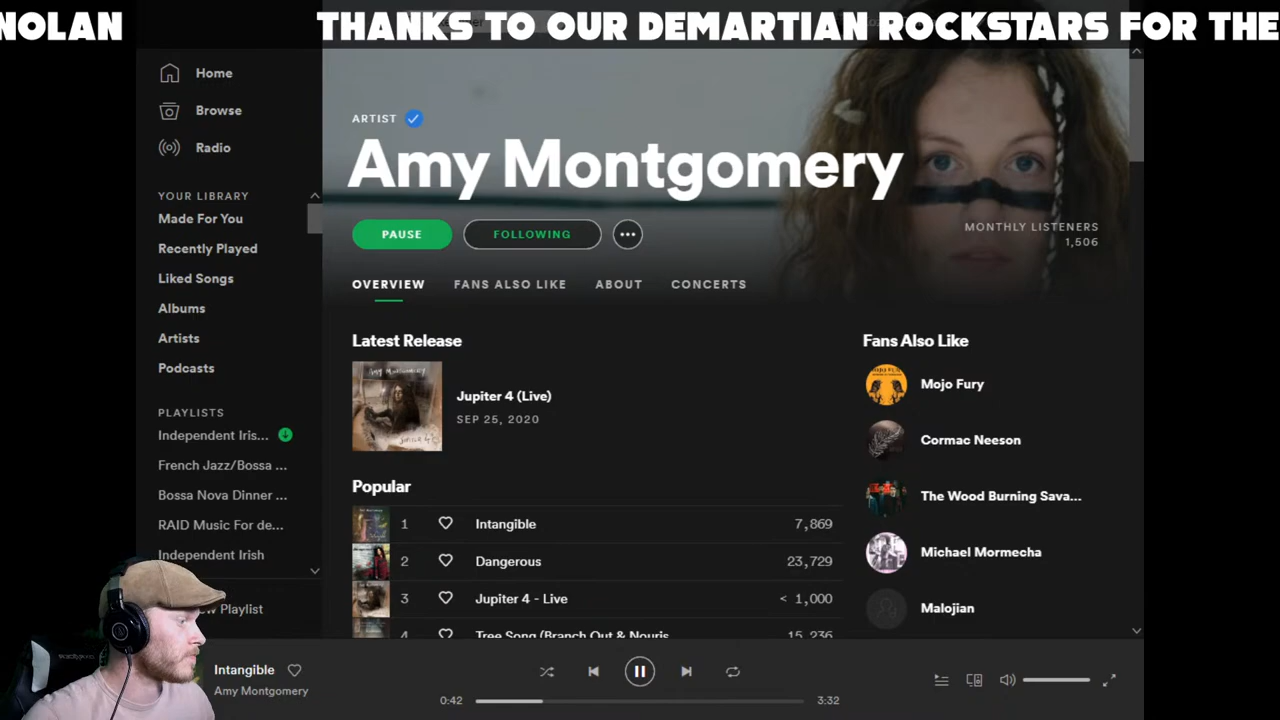 NOLAN THANKS TO OUR DEMARTIAN ROCKSTARS FOR THE
Home
Browse
Radio
YOUR LIBRARY
Made For You
Recently Played
Liked Songs
Albums
Artists
Podcasts
PLAYLISTS
Independent Iris...
French Jazz/Bossa ...
Bossa Nova Dinner ...
RAID Music For de...
Independent Irish
Playlist
ARTIST
Amy Montgomery
PAUSE
FOLLOWING
MONTHLY LISTENERS
1,506
OVERVIEW
FANS ALSO LIKE
ABOUT
CONCERTS
Latest Release
Jupiter 4 (Live)
SEP 25, 2020
Popular
1 Intangible 7,869
2 Dangerous 23,729
3 Jupiter 4 - Live < 1,000
4 Tree Song (Branch Out & Nouris 15,236
Fans Also Like
Mojo Fury
Cormac Neeson
The Wood Burning Sava...
Michael Mormecha
Malojian
Intangible
Amy Montgomery
0:42
3:32